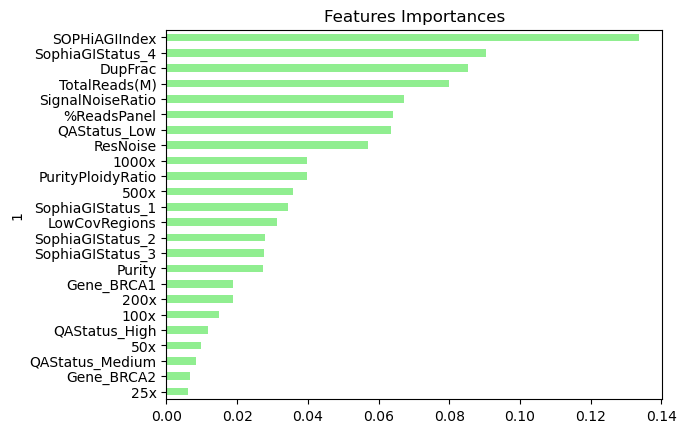 Features Importances
SOPHiAGIIndex
SophiaGIStatus_4
DupFrac
TotalReads(M)
SignalNoiseRatio
%ReadsPanel
QAStatus_Low
ResNoise
1000x
PurityPloidyRatio
500x
SophiaGIStatus_1
LowCovRegions
SophiaGIStatus_2
SophiaGIStatus_3
Purity
Gene_BRCA1
200x
100x
QAStatus_High
50x
QAStatus_Medium
Gene_BRCA2
25x
1
0.00 0.02 0.04 0.06 0.08 0.10 0.12 0.14